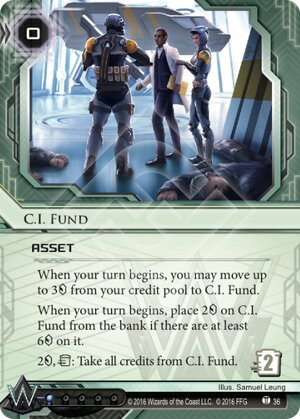 0
C.I. Fund
ASSET
When your turn begins, you may move up
to 3 from your credit pool to C.I. Fund.
When your turn begins, place 2 on C.I.
Fund from the bank if there are at least
6 on it.
2, : Take all credits from C.I. Fund.
2
Illus. Samuel Leung
© 2016 Wizards of the Coast LLC. © 2016 FFG
36